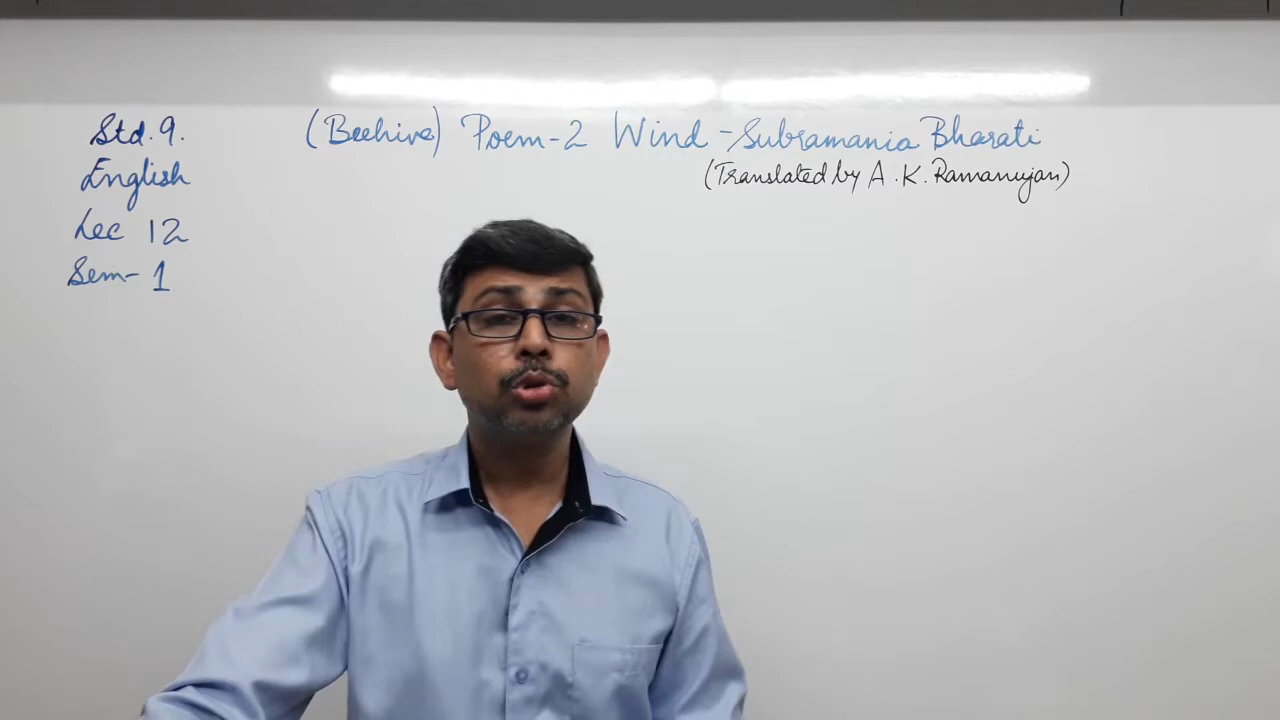 Std. 9.
English
Lec 12
Sem- 1
(Beehive) Poem-2 Wind - Subramania Bharati
(Translated by A. K. Ramanujan)